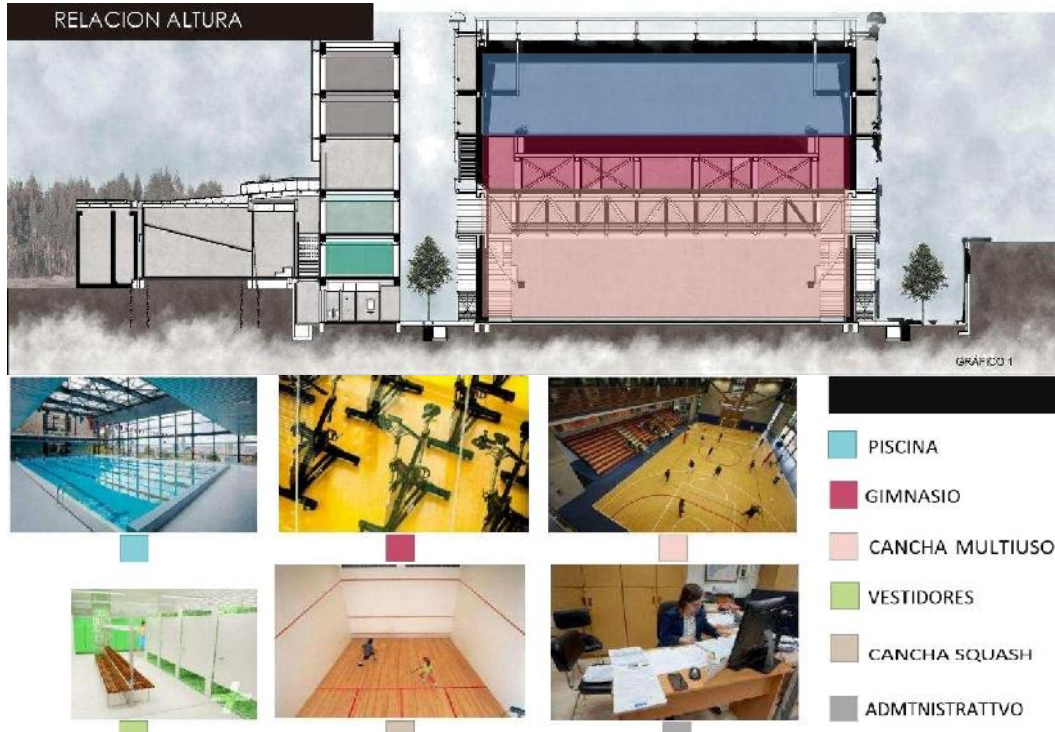 RELACION ALTURA
GRÁFICO 1
PISCINA
GIMNASIO
CANCHA MULTIUSO
VESTIDORES
CANCHA SQUASH
ADMTNISTRATTVO